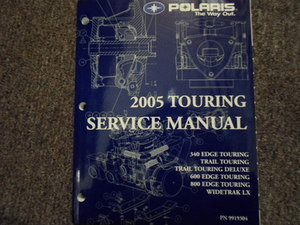 POLARIS
The Way Out.
2005 TOURING
SERVICE MANUAL
340 EDGE TOURING
TRAIL TOURING
TRAIL TOURING DELUXE
600 EDGE TOURING
800 EDGE TOURING
WIDETRAK LX
PN 9919304